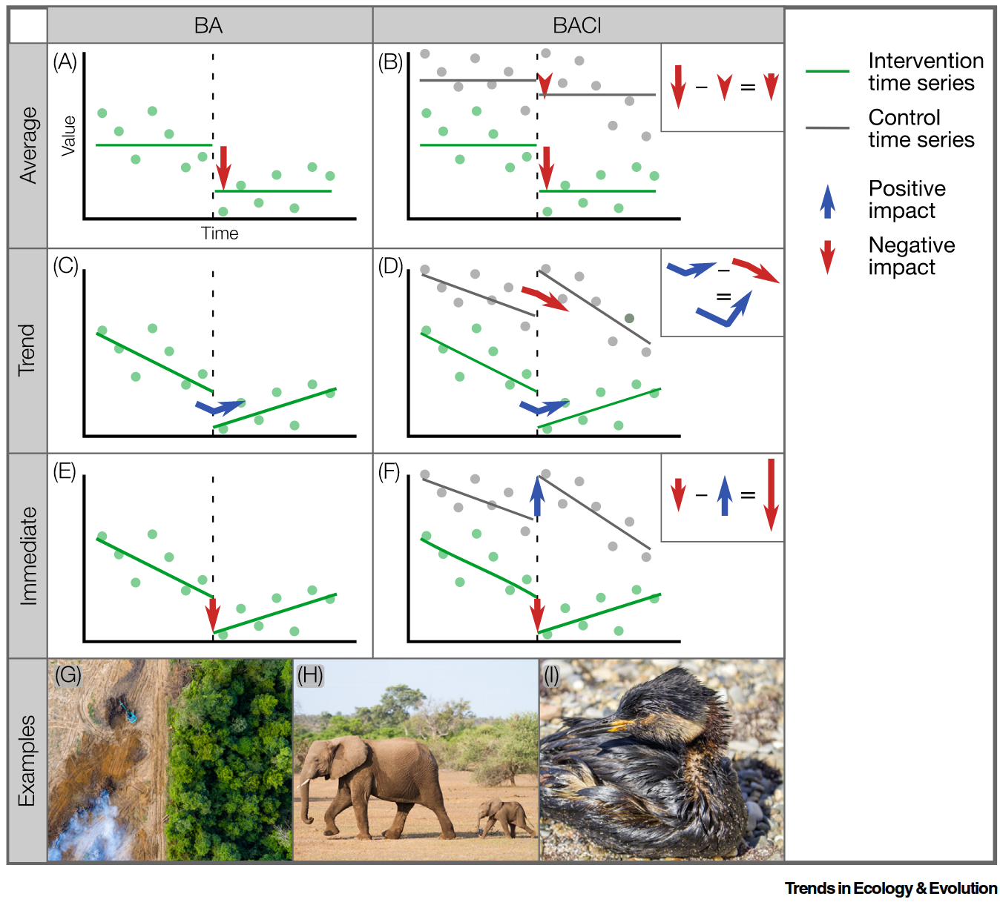 BA
BACI
Average
(A)
Value
Time
(B)
− =
Intervention
time series
Control
time series
Positive
impact
Negative
impact
Trend
(C)
(D)
−
=
Immediate
(E)
(F)
− =
Examples
(G)
(H)
(I)
Trends in Ecology & Evolution